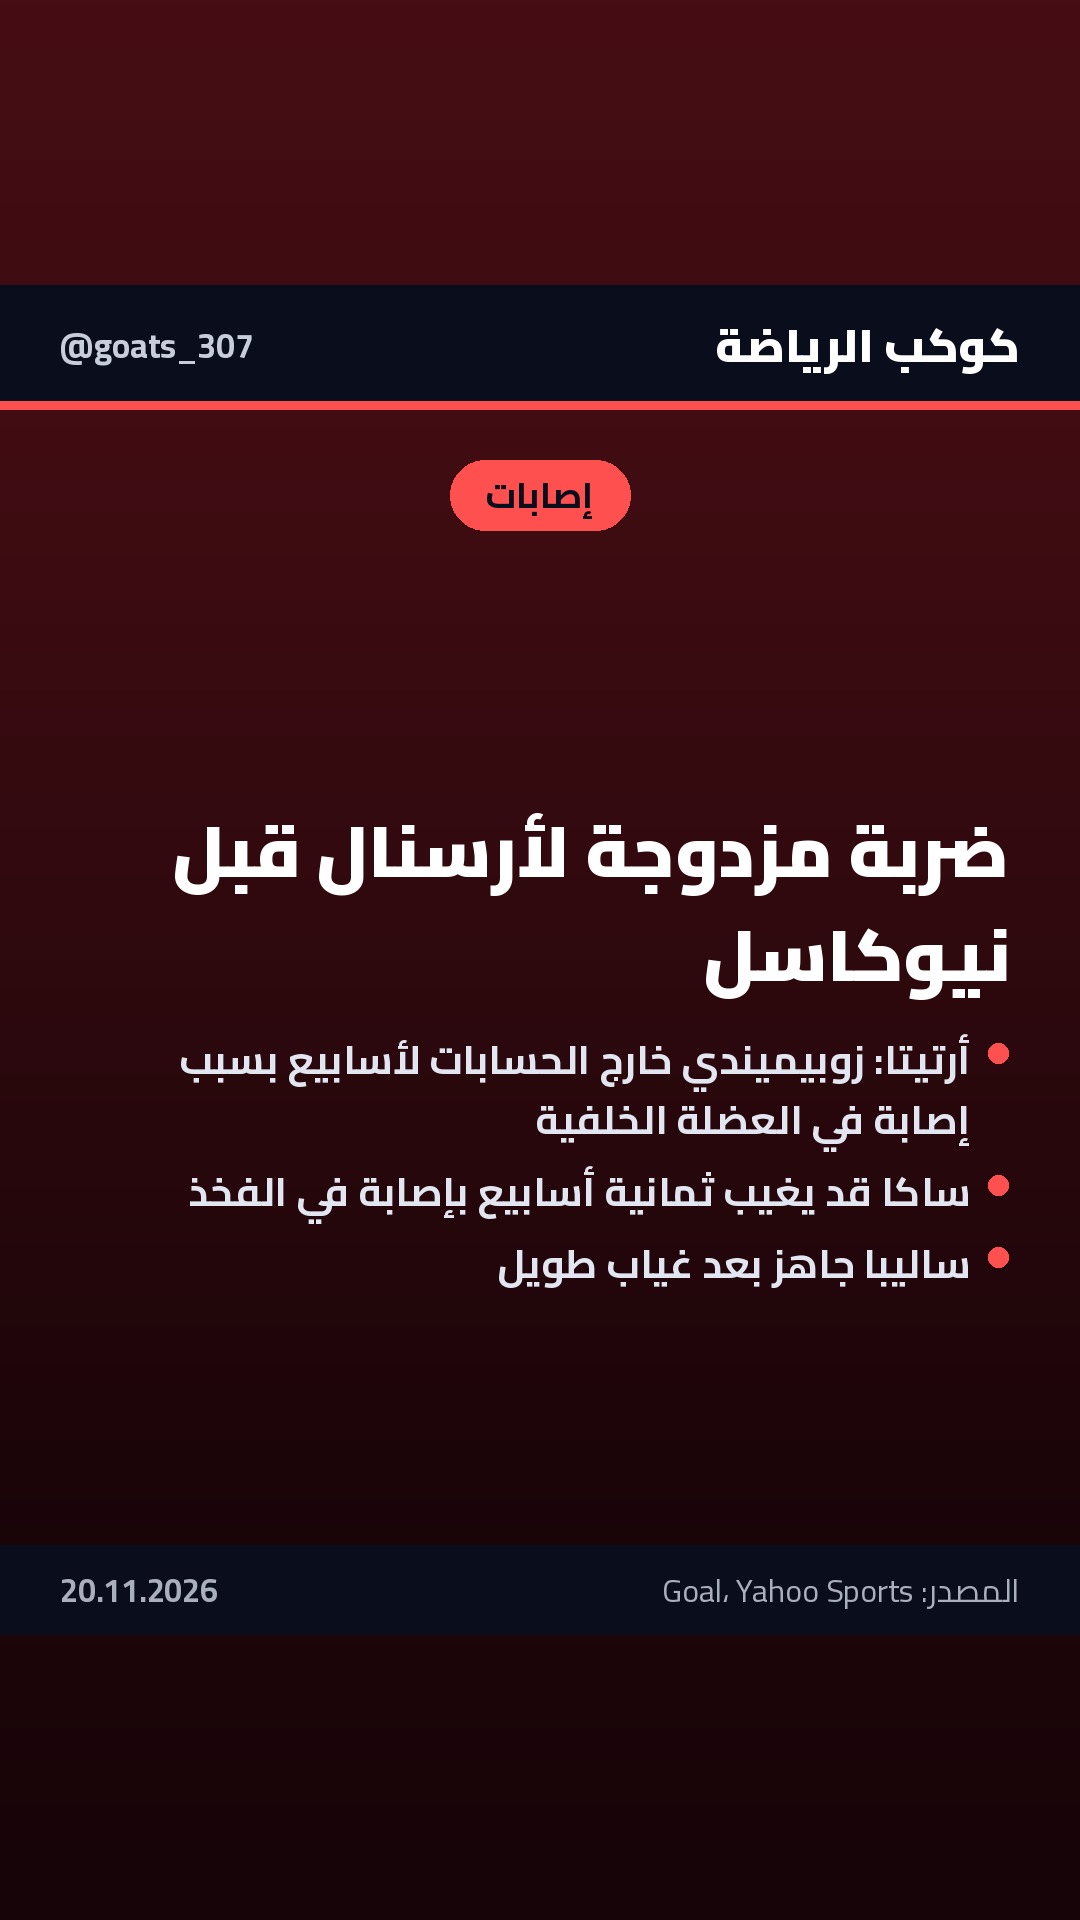 كوكب الرياضة
@goats_307
إصابات
ضربة مزدوجة لأرسنال قبل
نيوكاسل
أرتيتا: زوبيميندي خارج الحسابات لأسابيع بسبب
إصابة في العضلة الخلفية
ساكا قد يغيب ثمانية أسابيع بإصابة في الفخذ
ساليبا جاهز بعد غياب طويل
المصدر: Goal، Yahoo Sports
20.11.2026